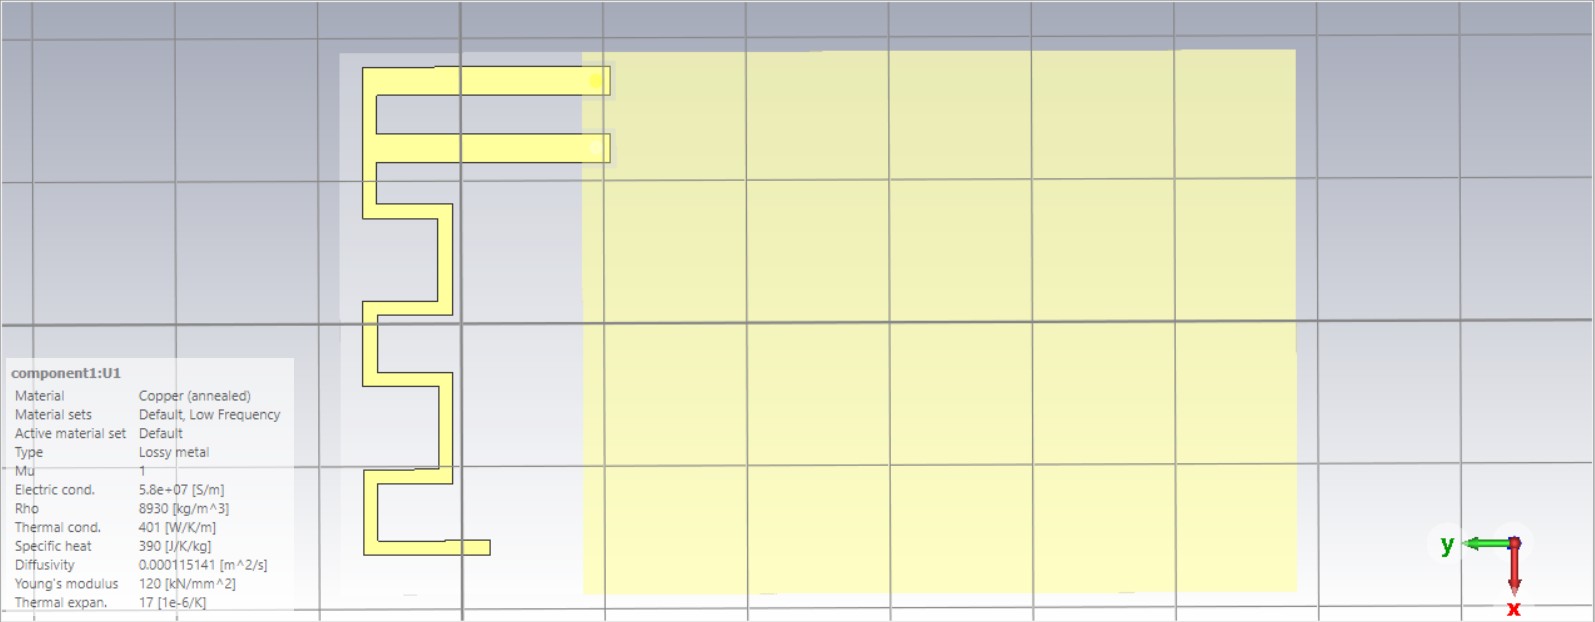 component1:U1
Material Copper (annealed)
Material sets Default, Low Frequency
Active material set Default
Type Lossy metal
Mu 1
Electric cond. 5.8e+07 [S/m]
Rho 8930 [kg/m^3]
Thermal cond. 401 [W/K/m]
Specific heat 390 [J/K/kg]
Diffusivity 0.000115141 [m^2/s]
Young's modulus 120 [kN/mm^2]
Thermal expan. 17 [1e-6/K]
y
x